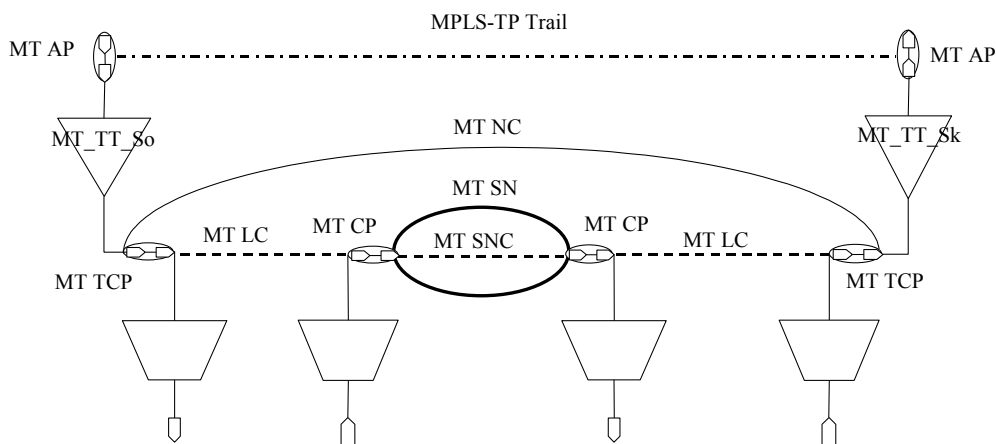 MPLS-TP Trail
MT AP
MT AP
MT_TT_So
MT NC
MT_TT_Sk
MT SN
MT LC
MT CP
MT SNC
MT CP
MT LC
MT TCP
MT TCP